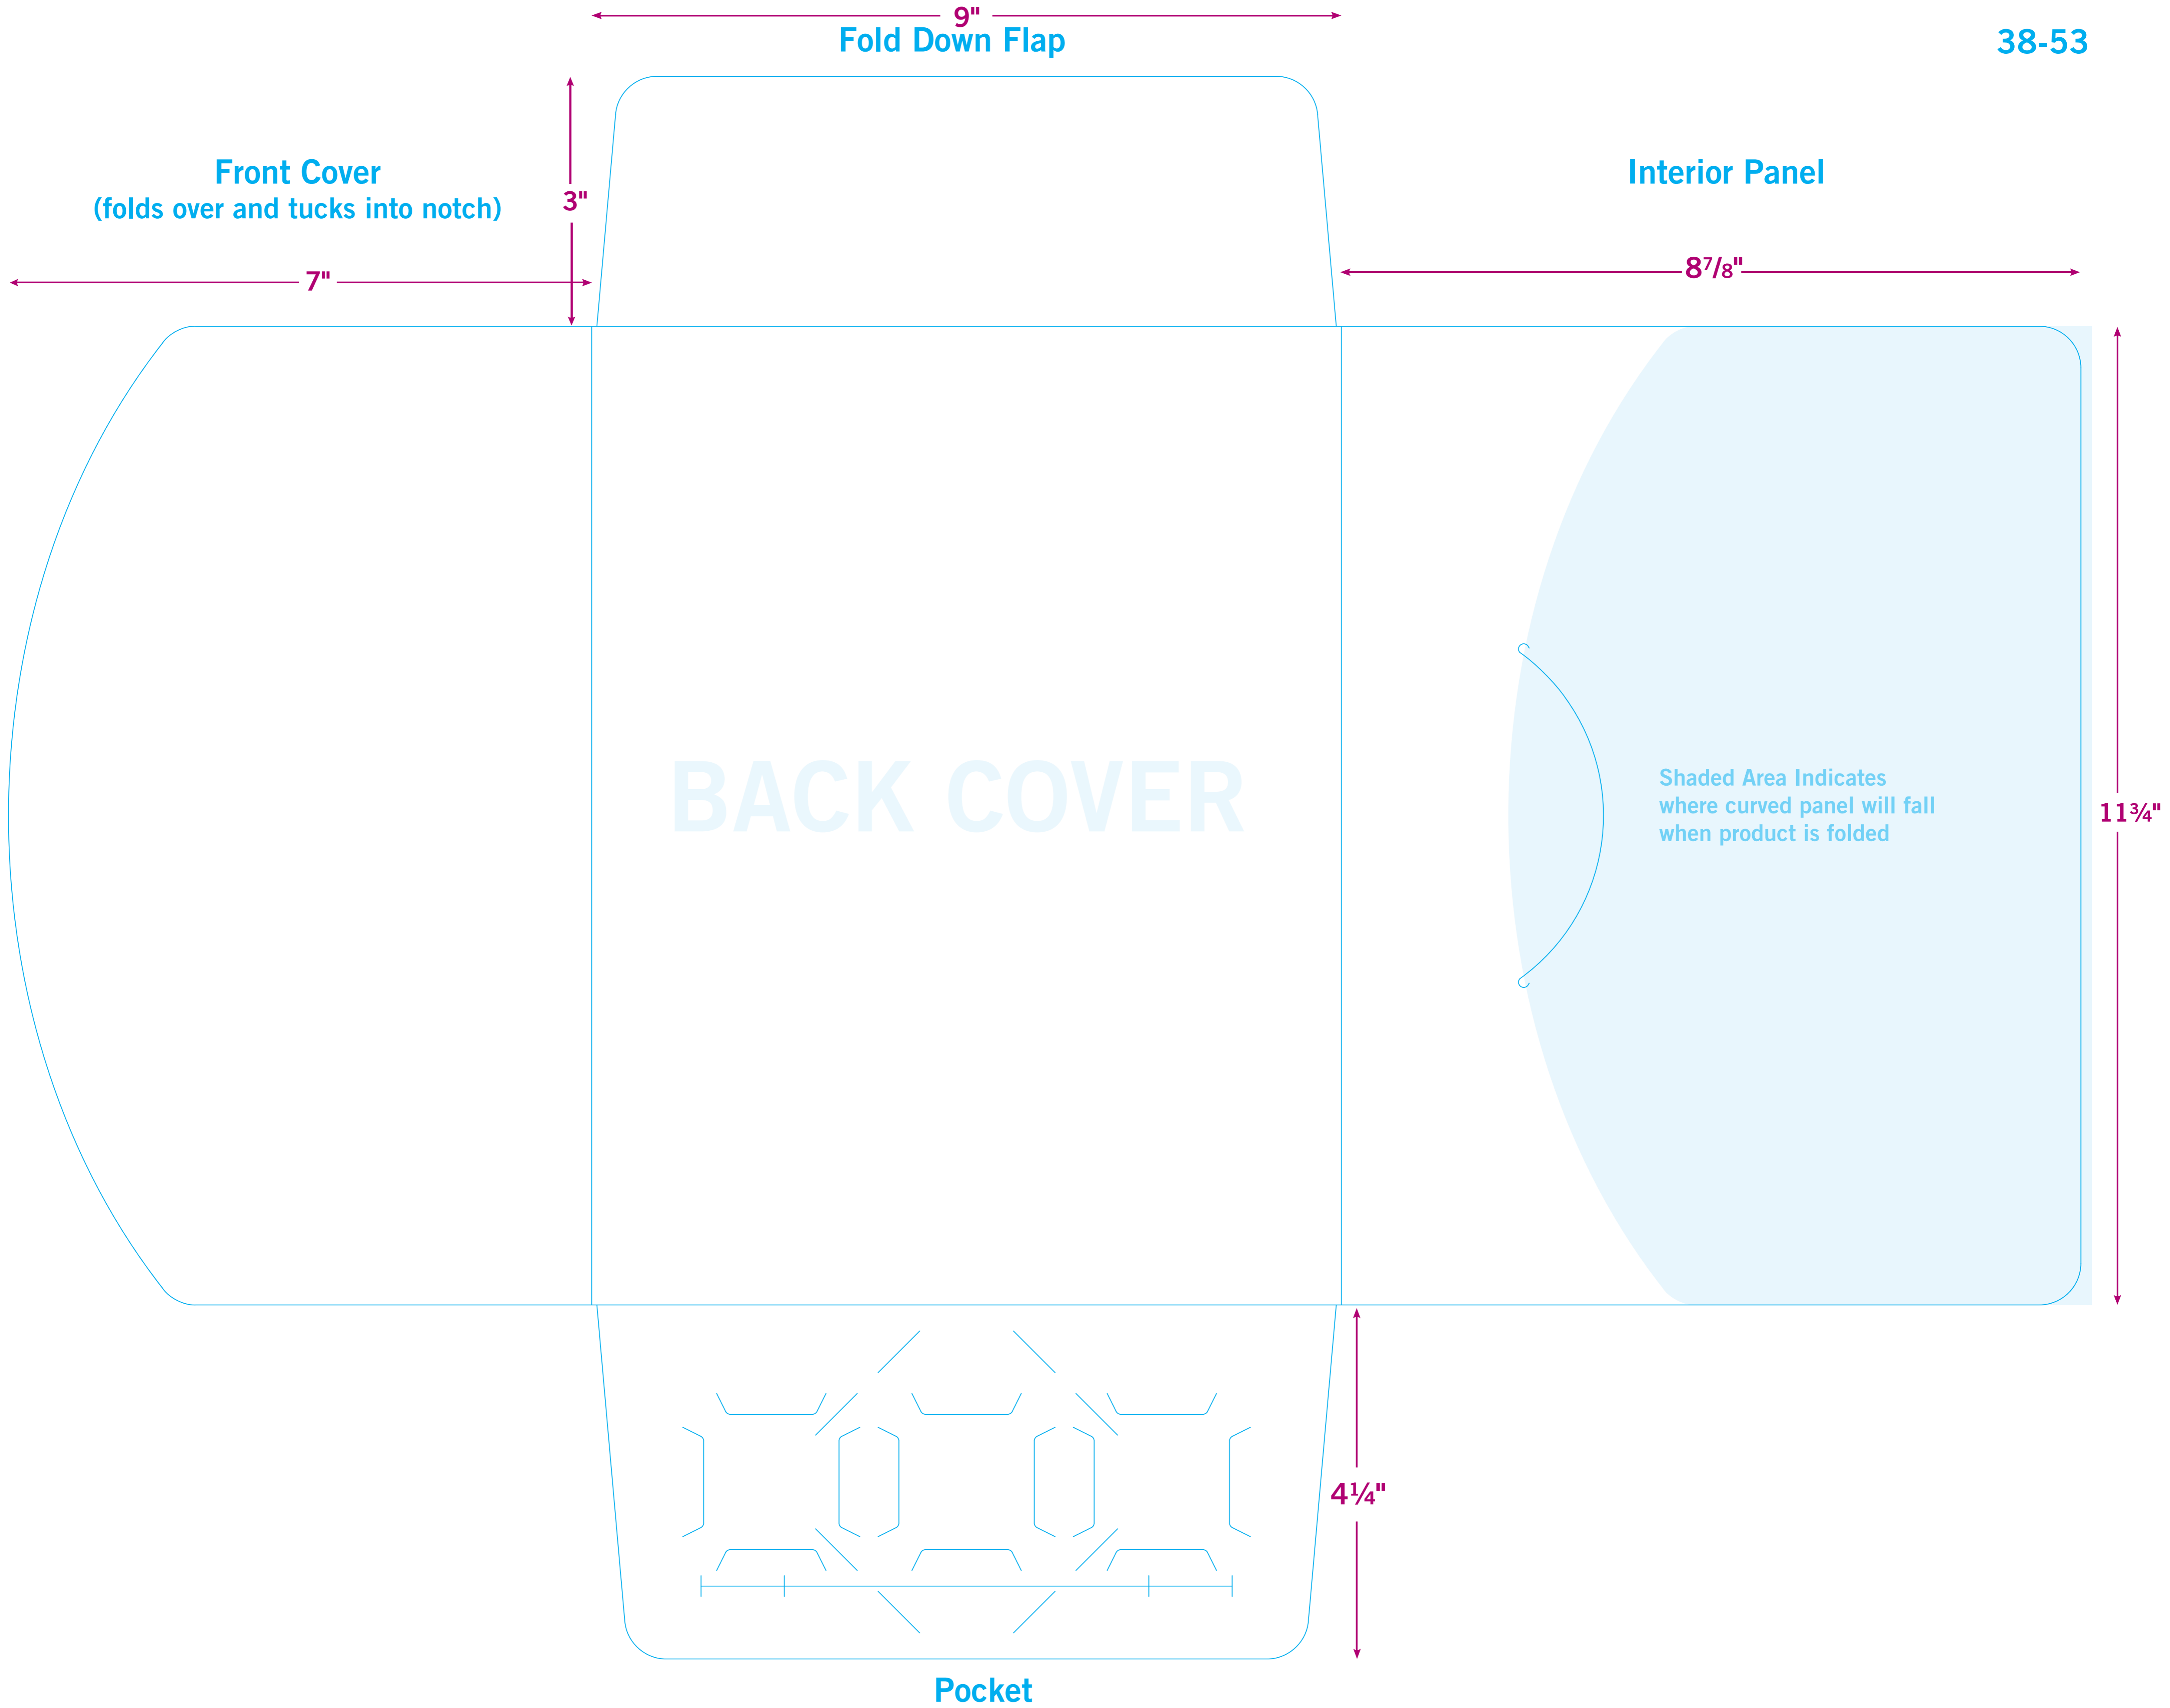 9"
Fold Down Flap
38-53
Front Cover
(folds over and tucks into notch)
Interior Panel
3"
7"
8⅞"
BACK COVER
Shaded Area Indicates
where curved panel will fall
when product is folded
11¾"
4¼"
Pocket